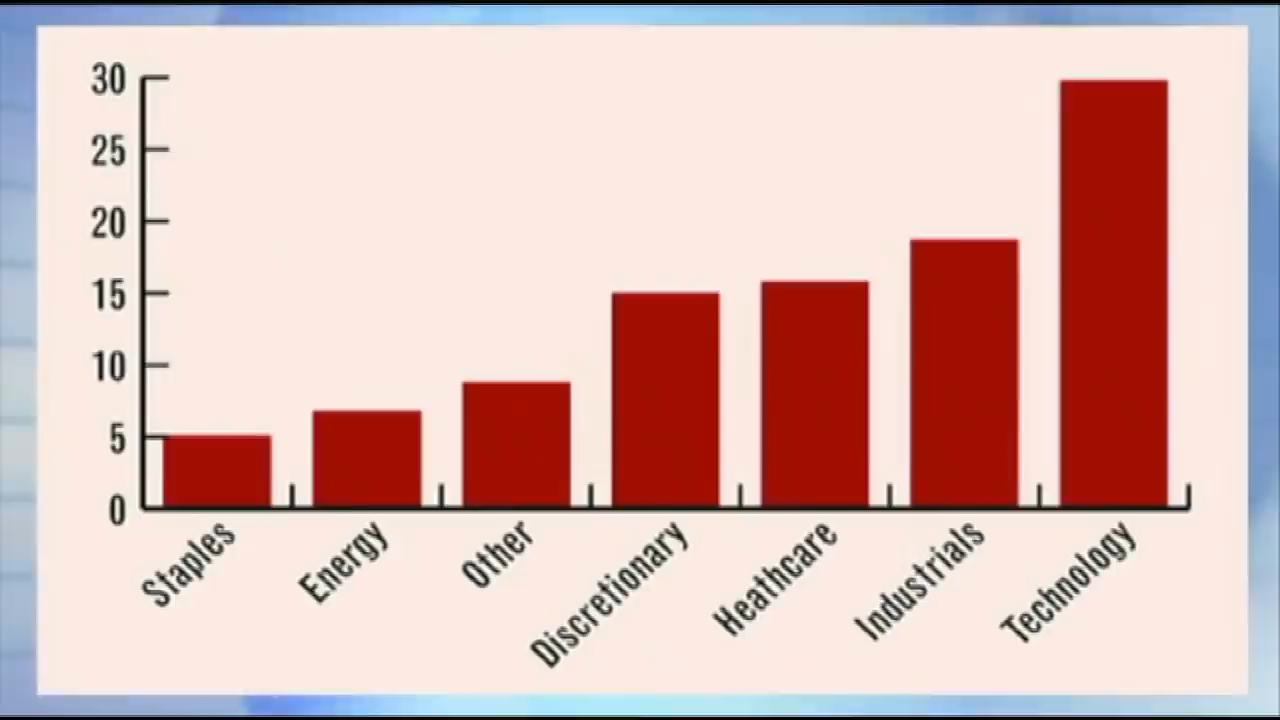 30
25
20
15
10
5
0
Staples
Energy
Other
Discretionary
Heathcare
Industrials
Technology